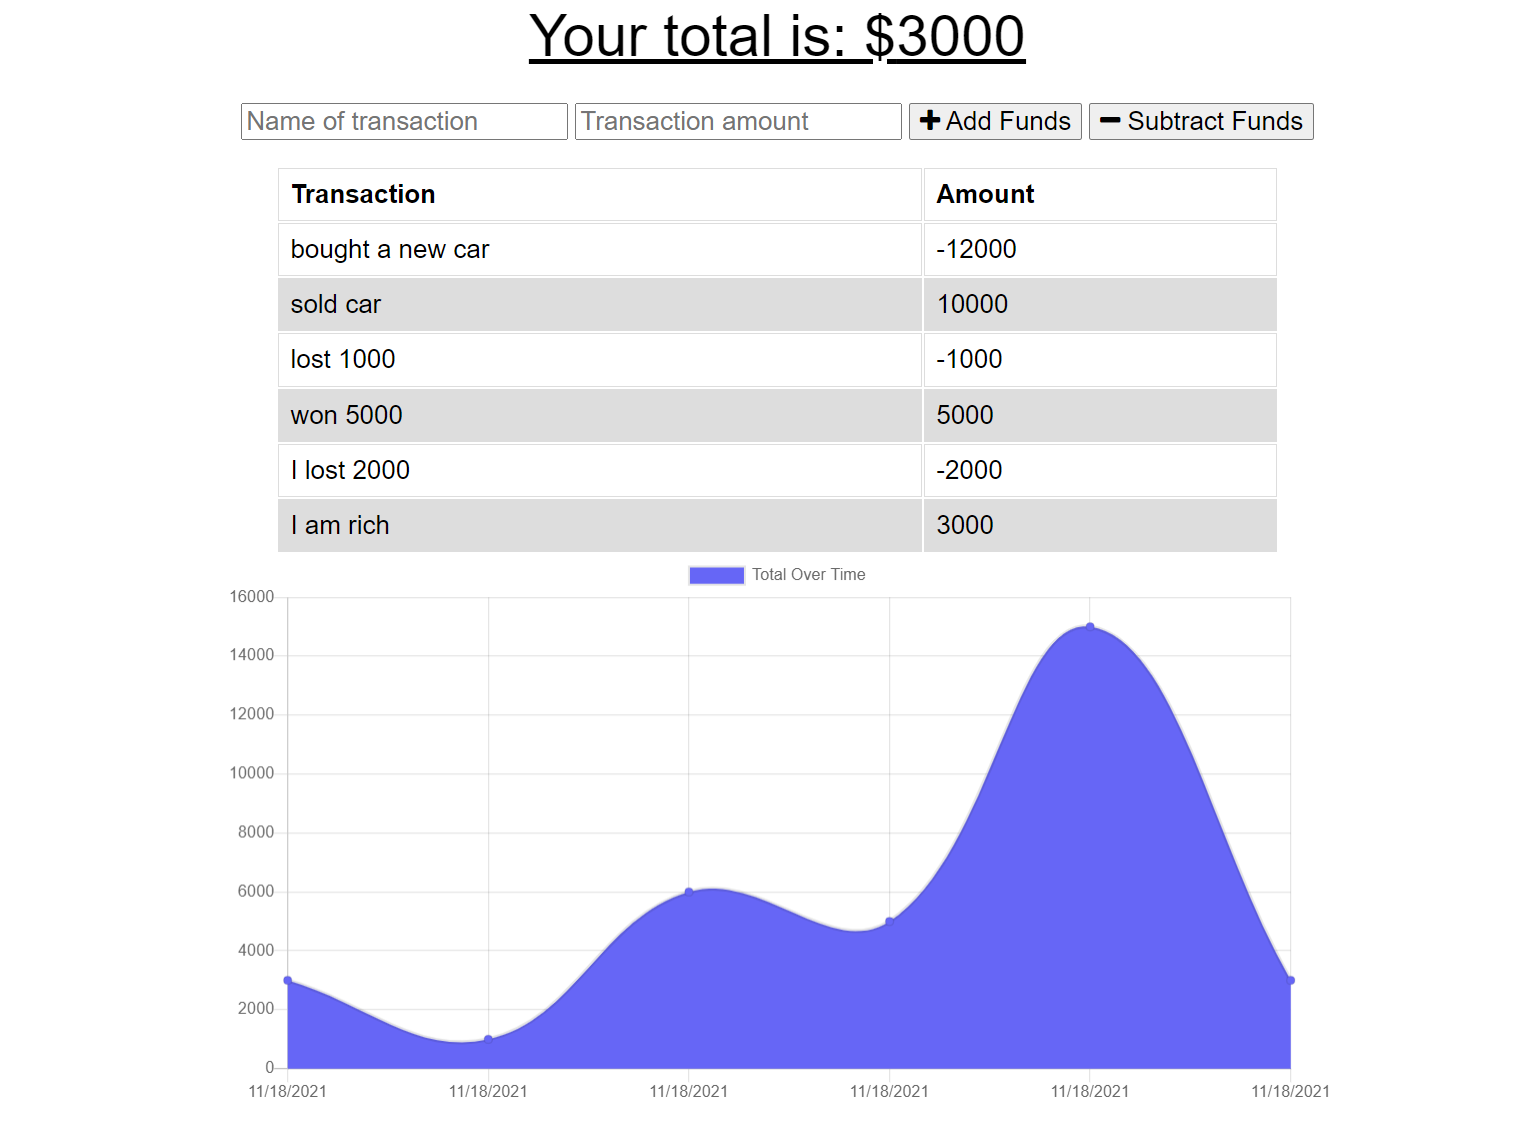 Your total is: $3000
Name of transaction Transaction amount Add Funds Subtract Funds
Transaction Amount
bought a new car -12000
sold car 10000
lost 1000 -1000
won 5000 5000
I lost 2000 -2000
I am rich 3000
Total Over Time
16000
14000
12000
10000
8000
6000
4000
2000
0
11/18/2021 11/18/2021 11/18/2021 11/18/2021 11/18/2021 11/18/2021